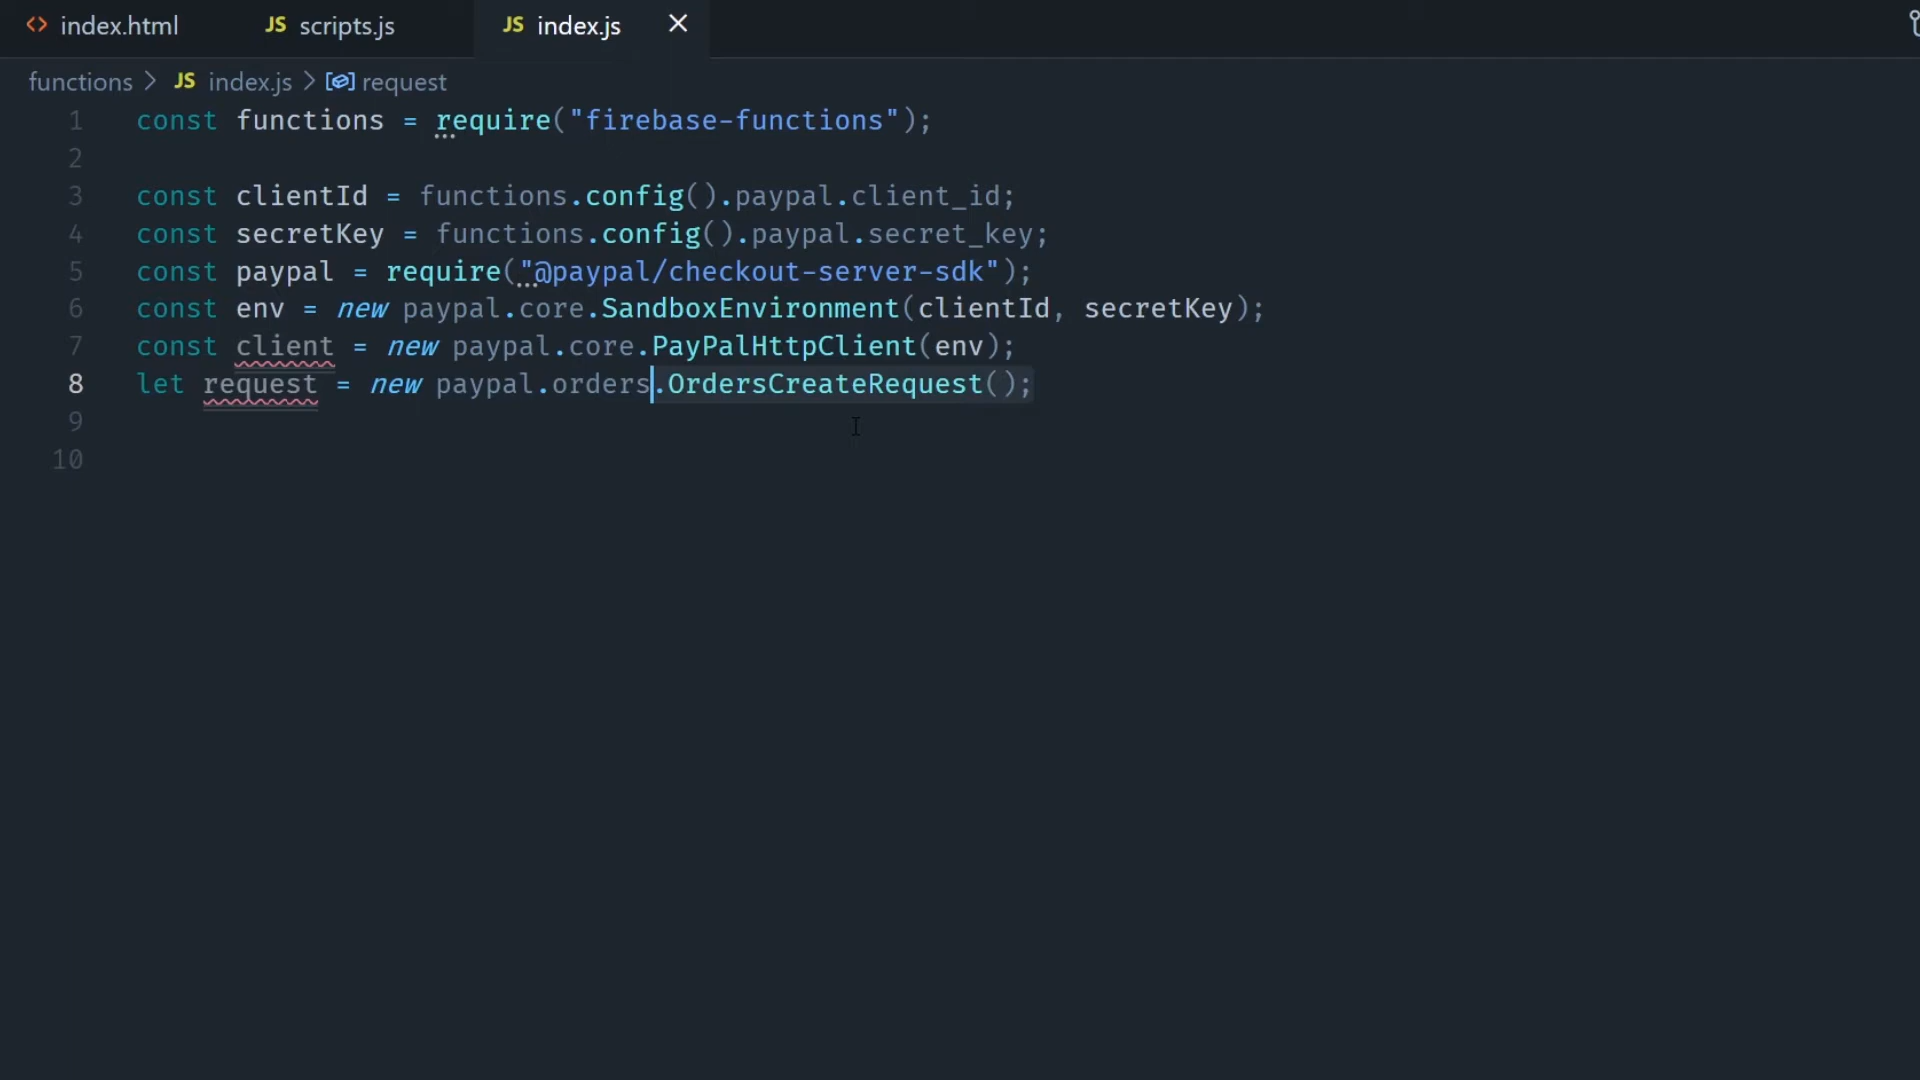 <> index.html JS scripts.js JS index.js ×
functions > JS index.js > request
1 const functions = require("firebase-functions");
2
3 const clientId = functions.config().paypal.client_id;
4 const secretKey = functions.config().paypal.secret_key;
5 const paypal = require("@paypal/checkout-server-sdk");
6 const env = new paypal.core.SandboxEnvironment(clientId, secretKey);
7 const client = new paypal.core.PayPalHttpClient(env);
8 let request = new paypal.orders.OrdersCreateRequest();
9
10